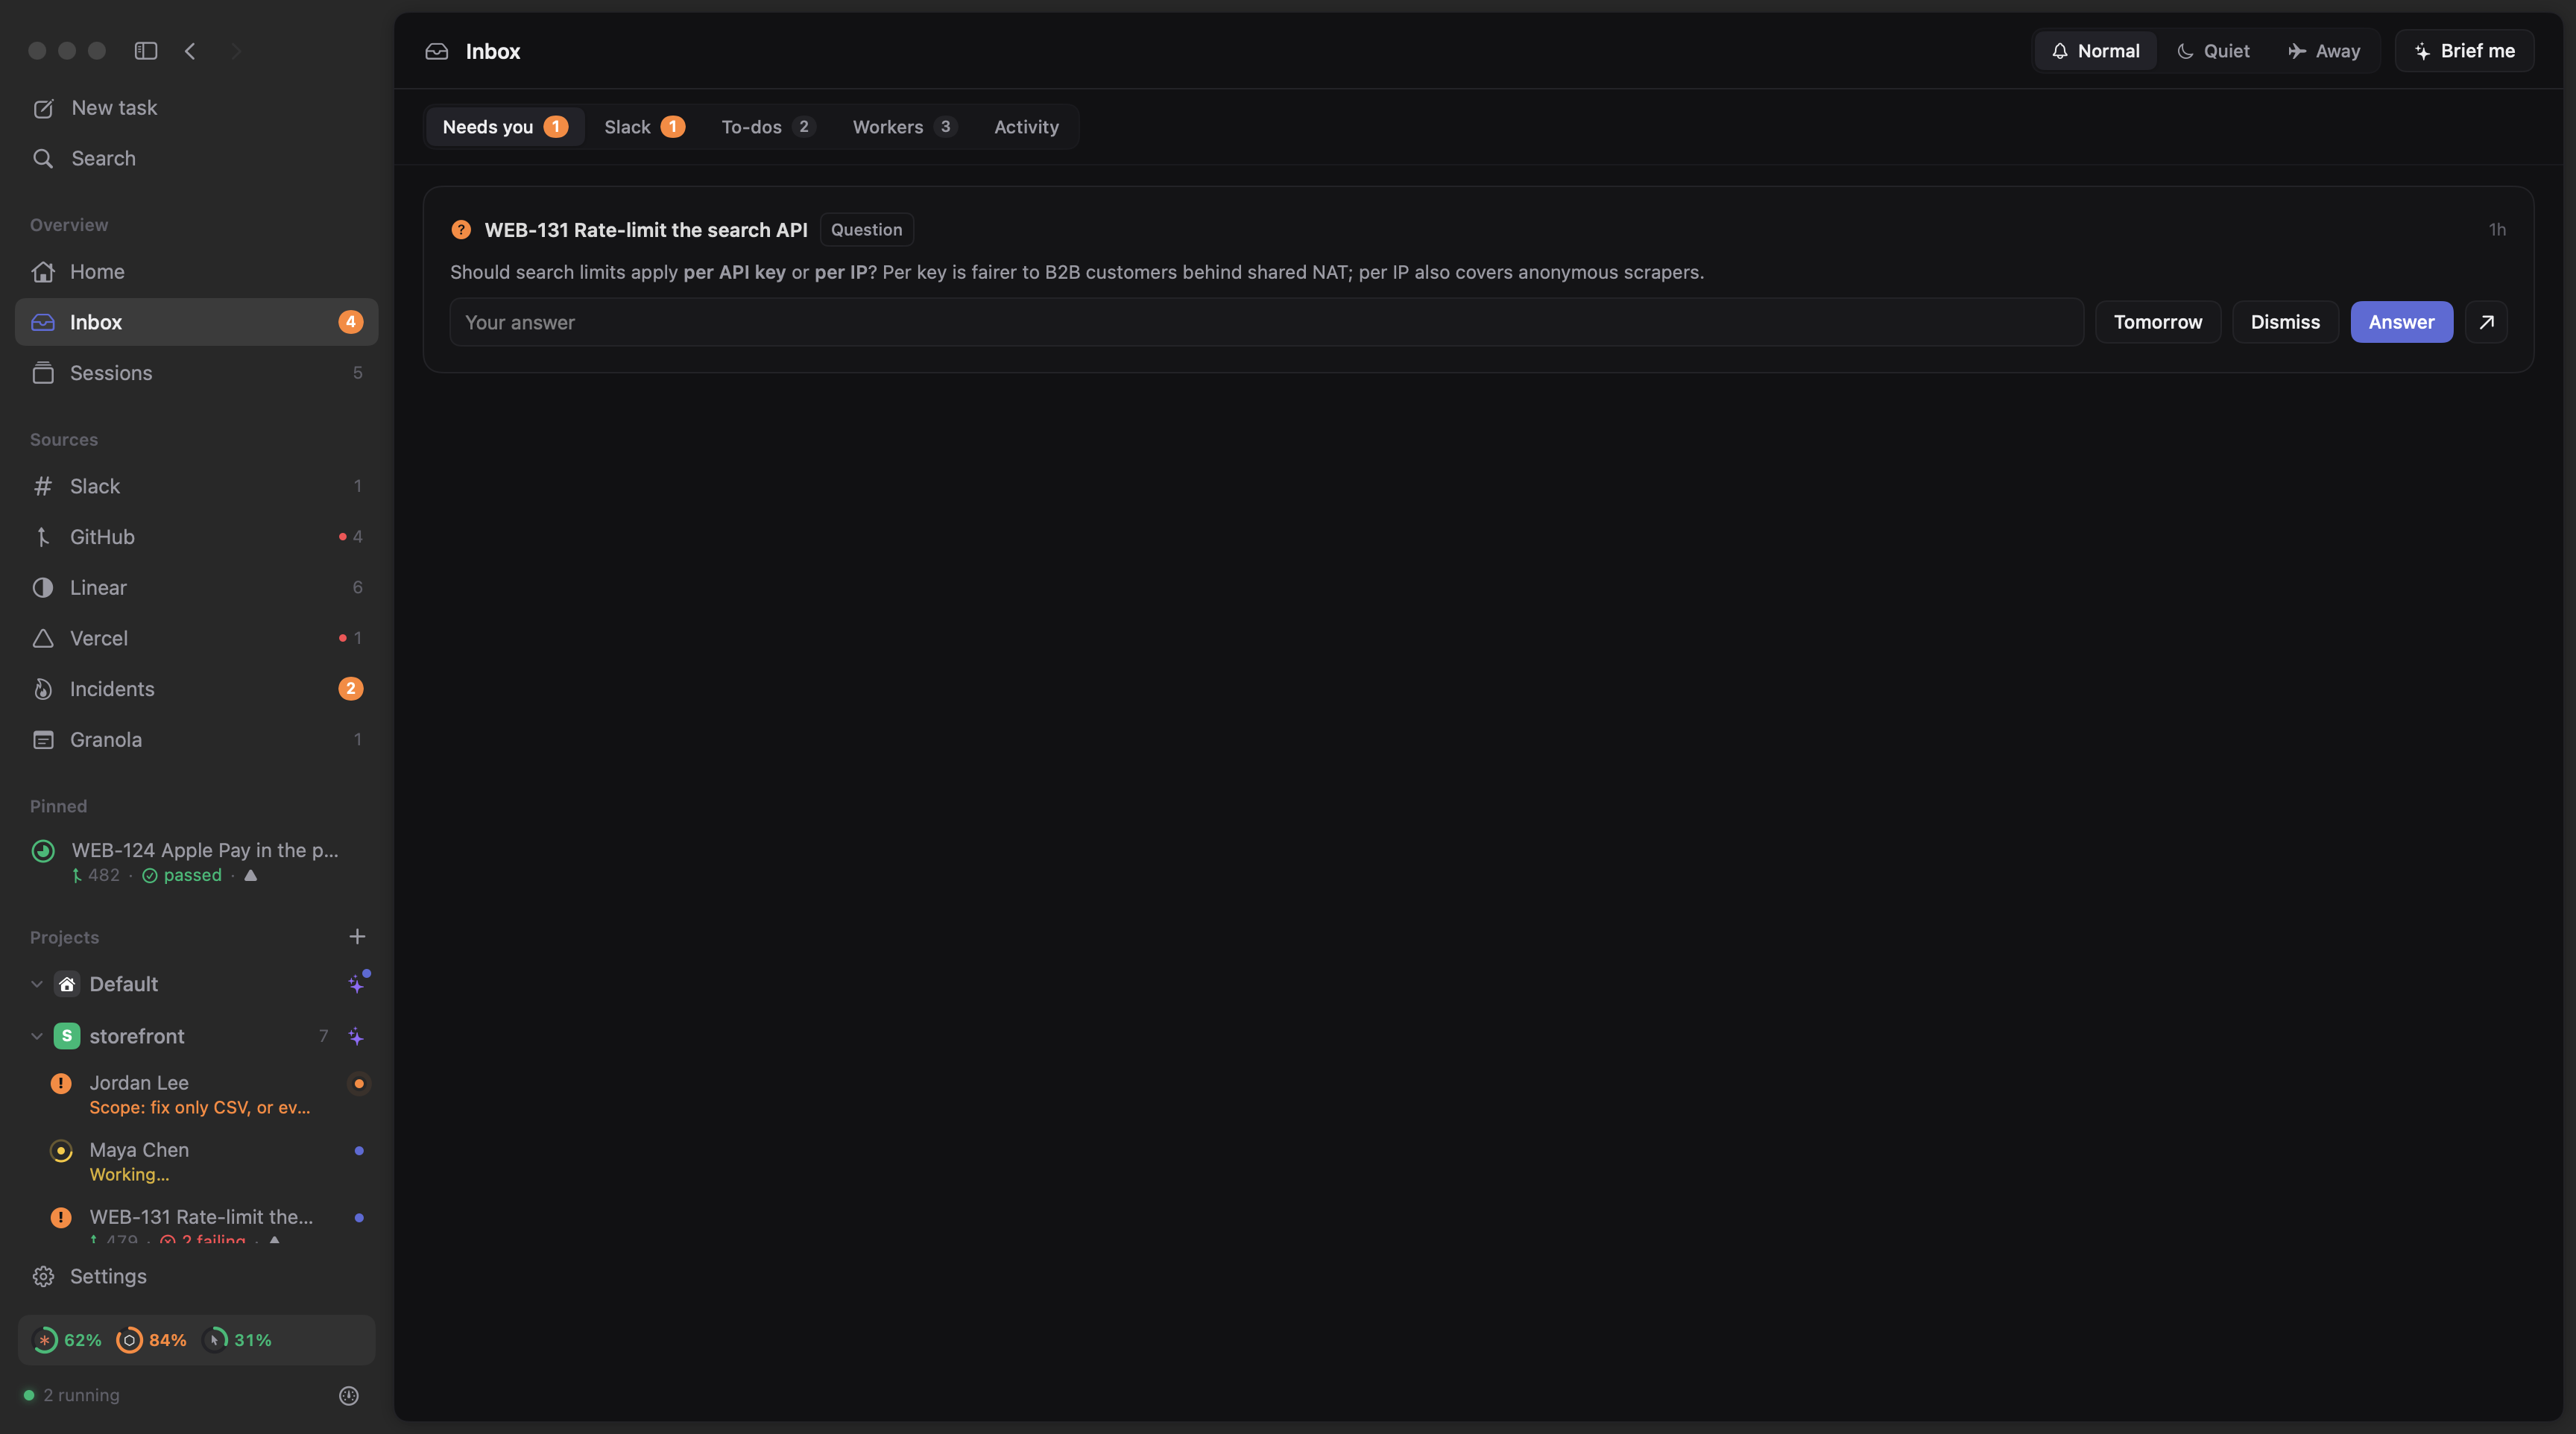 New task
Search
Overview
Home
Inbox 4
Sessions 5
Sources
Slack 1
GitHub 4
Linear 6
Vercel 1
Incidents 2
Granola 1
Pinned
WEB-124 Apple Pay in the p...
482 · passed ·
Projects
Default
S storefront 7
Jordan Lee
Scope: fix only CSV, or ev...
Maya Chen
Working...
WEB-131 Rate-limit the...
479 · 2 failing ·
Settings
62% 84% 31%
2 running
Inbox
Normal Quiet Away Brief me
Needs you 1 Slack 1 To-dos 2 Workers 3 Activity
WEB-131 Rate-limit the search API Question 1h
Should search limits apply per API key or per IP? Per key is fairer to B2B customers behind shared NAT; per IP also covers anonymous scrapers.
Your answer Tomorrow Dismiss Answer